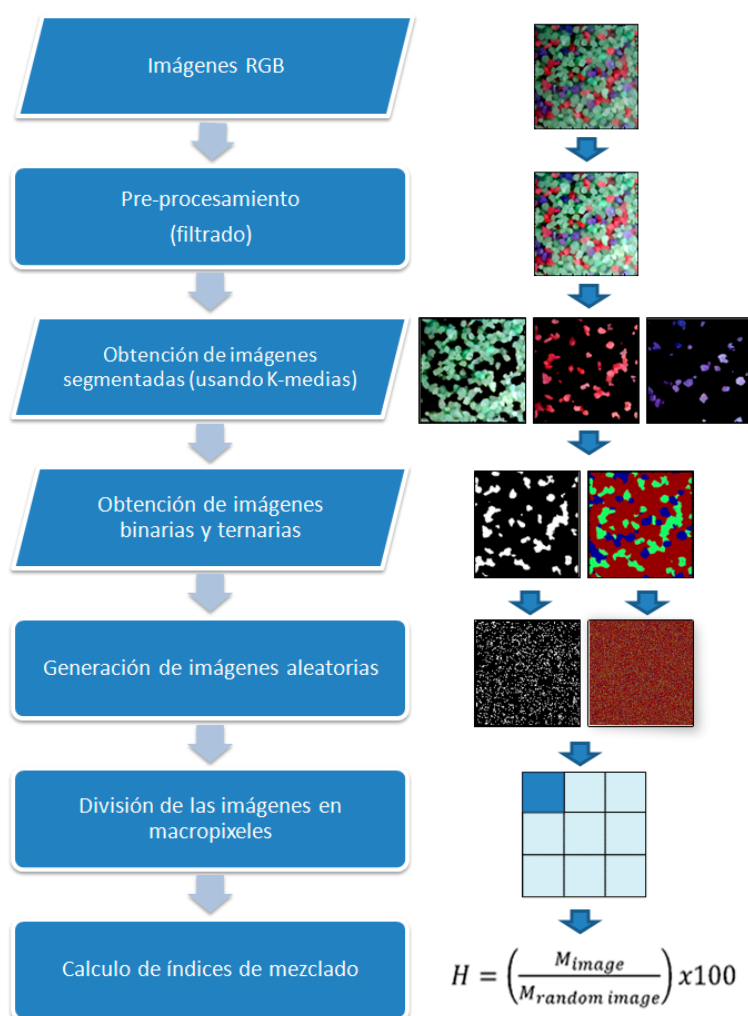 Imágenes RGB
Pre-procesamiento
(filtrado)
Obtención de imágenes
segmentadas (usando K-medias)
Obtención de imágenes
binarias y ternarias
Generación de imágenes aleatorias
División de las imágenes en
macropixeles
Calculo de índices de mezclado
H = (M_image / M_random image) x100